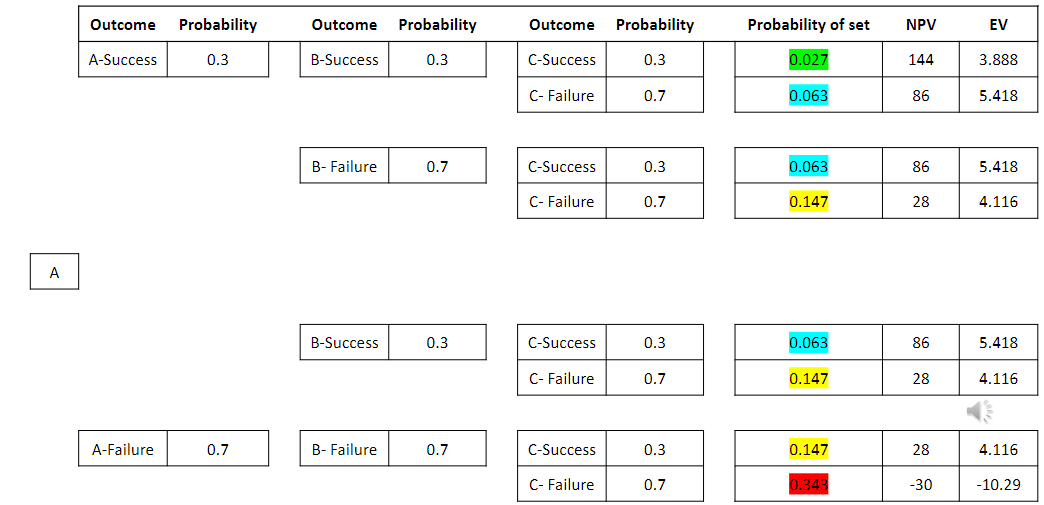 Outcome Probability Outcome Probability Outcome Probability Probability of set NPV EV
A-Success 0.3 B-Success 0.3 C-Success 0.3 0.027 144 3.888
C- Failure 0.7 0.063 86 5.418
B- Failure 0.7 C-Success 0.3 0.063 86 5.418
C- Failure 0.7 0.147 28 4.116
A
B-Success 0.3 C-Success 0.3 0.063 86 5.418
C- Failure 0.7 0.147 28 4.116
A-Failure 0.7 B- Failure 0.7 C-Success 0.3 0.147 28 4.116
C- Failure 0.7 0.343 -30 -10.29